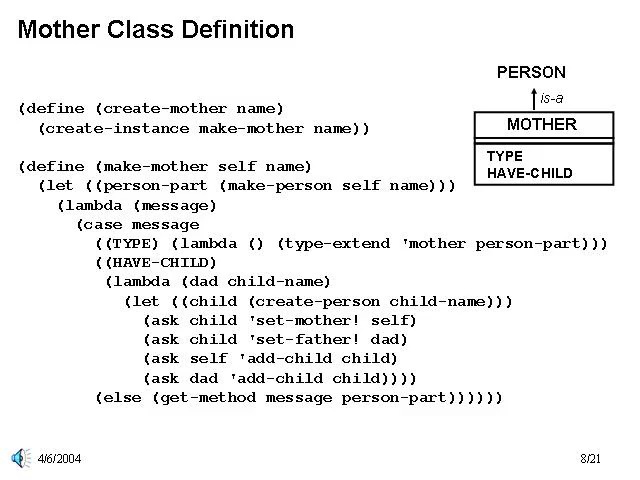 Mother Class Definition
PERSON
is-a
MOTHER
TYPE
HAVE-CHILD
(define (create-mother name)
(create-instance make-mother name))
(define (make-mother self name)
(let ((person-part (make-person self name)))
(lambda (message)
(case message
((TYPE) (lambda () (type-extend 'mother person-part)))
((HAVE-CHILD)
(lambda (dad child-name)
(let ((child (create-person child-name)))
(ask child 'set-mother! self)
(ask child 'set-father! dad)
(ask self 'add-child child)
(ask dad 'add-child child))))
(else (get-method message person-part))))))
4/6/2004
8/21